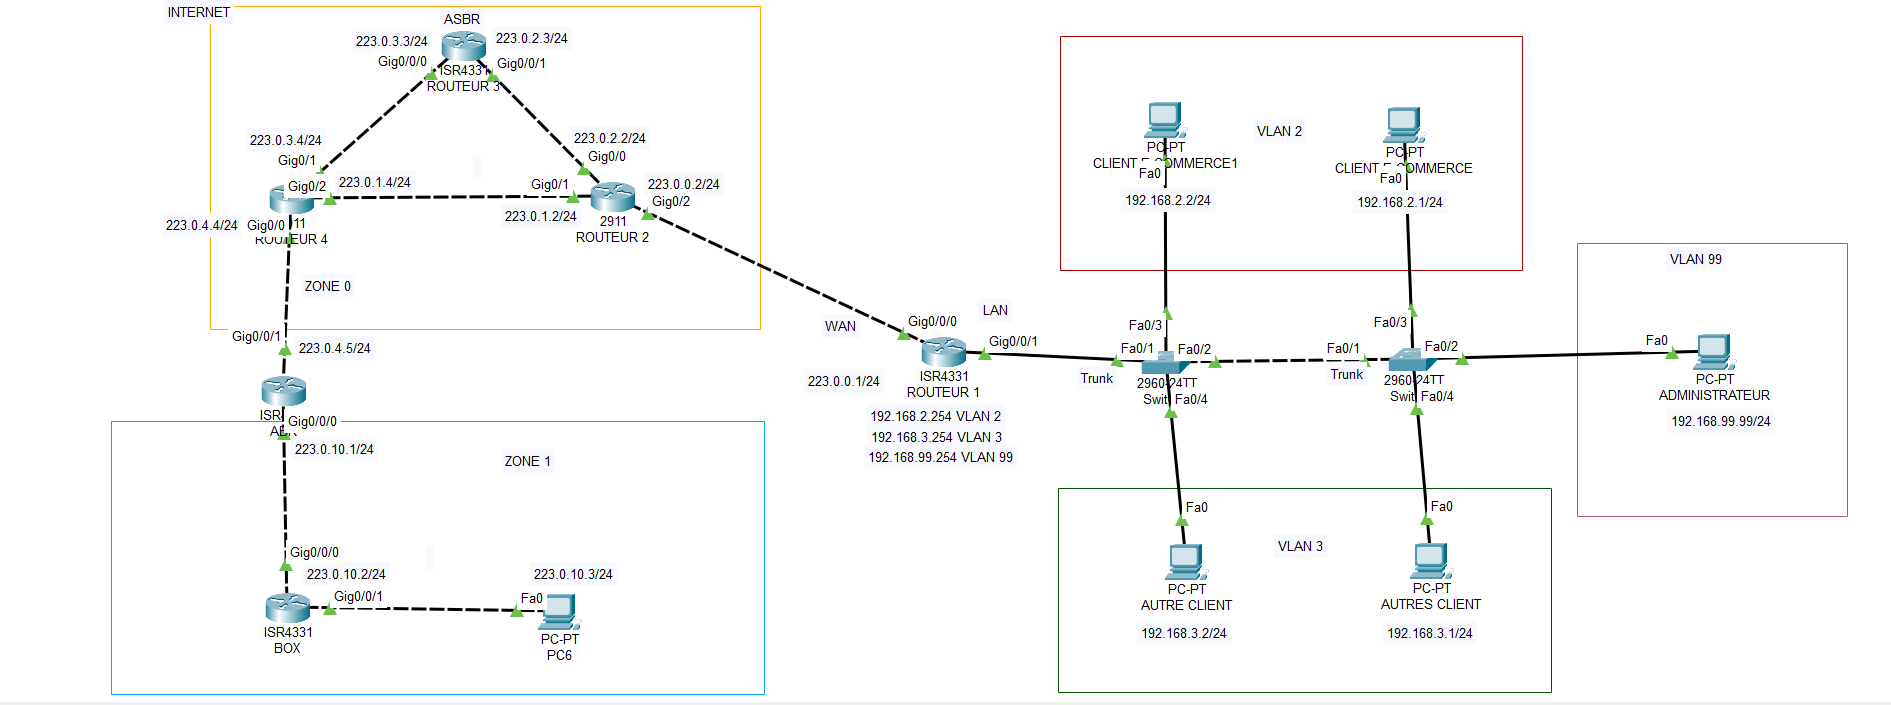 INTERNET
ASBR
223.0.3.3/24
223.0.2.3/24
Gig0/0/0
Gig0/0/1
ISR4331
ROUTEUR 3
223.0.3.4/24
Gig0/1
223.0.2.2/24
Gig0/0
Gig0/2
223.0.1.4/24
Gig0/1
223.0.0.2/24
Gig0/2
223.0.1.2/24
2911
ROUTEUR 2
223.0.4.4/24
Gig0/0
11
ROUTEUR 4
ZONE 0
Gig0/0/1
223.0.4.5/24
ISR
Gig0/0/0
223.0.10.1/24
ZONE 1
Gig0/0/0
223.0.10.2/24
Gig0/0/1
ISR4331
BOX
223.0.10.3/24
Fa0
PC-PT
PC6
WAN
LAN
Gig0/0/0
Gig0/0/1
223.0.0.1/24
ISR4331
ROUTEUR 1
192.168.2.254 VLAN 2
192.168.3.254 VLAN 3
192.168.99.254 VLAN 99
VLAN 2
PC-PT
CLIENT E-COMMERCE1
Fa0
192.168.2.2/24
PC-PT
CLIENT E-COMMERCE
Fa0
192.168.2.1/24
Fa0/3
Fa0/1
Fa0/2
Trunk
2960-24TT
Swit
Fa0/4
Fa0/3
Fa0/1
Fa0/2
Trunk
2960-24TT
Swit
Fa0/4
VLAN 99
Fa0
PC-PT
ADMINISTRATEUR
192.168.99.99/24
VLAN 3
Fa0
PC-PT
AUTRE CLIENT
192.168.3.2/24
Fa0
PC-PT
AUTRES CLIENT
192.168.3.1/24